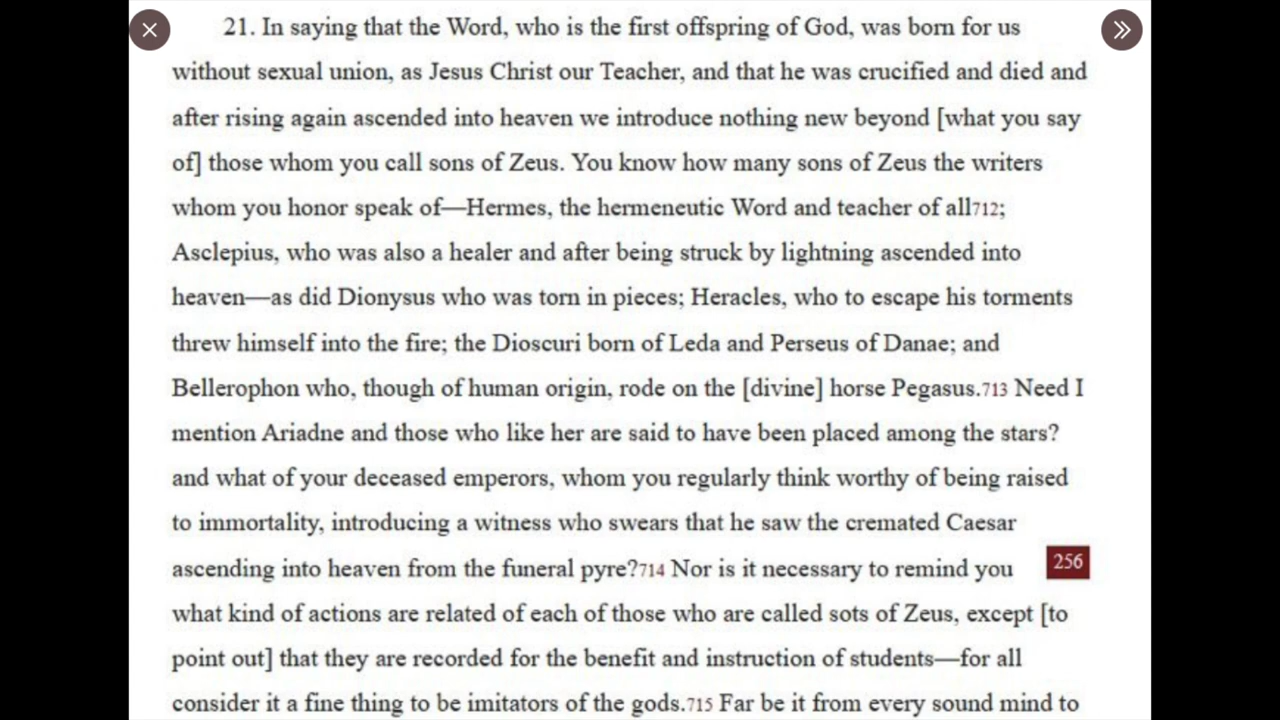 21. In saying that the Word, who is the first offspring of God, was born for us
without sexual union, as Jesus Christ our Teacher, and that he was crucified and died and
after rising again ascended into heaven we introduce nothing new beyond [what you say
of] those whom you call sons of Zeus. You know how many sons of Zeus the writers
whom you honor speak of—Hermes, the hermeneutic Word and teacher of all712;
Asclepius, who was also a healer and after being struck by lightning ascended into
heaven—as did Dionysus who was torn in pieces; Heracles, who to escape his torments
threw himself into the fire; the Dioscuri born of Leda and Perseus of Danae; and
Bellerophon who, though of human origin, rode on the [divine] horse Pegasus.713 Need I
mention Ariadne and those who like her are said to have been placed among the stars?
and what of your deceased emperors, whom you regularly think worthy of being raised
to immortality, introducing a witness who swears that he saw the cremated Caesar
ascending into heaven from the funeral pyre?714 Nor is it necessary to remind you
256
what kind of actions are related of each of those who are called sots of Zeus, except [to
point out] that they are recorded for the benefit and instruction of students—for all
consider it a fine thing to be imitators of the gods.715 Far be it from every sound mind to